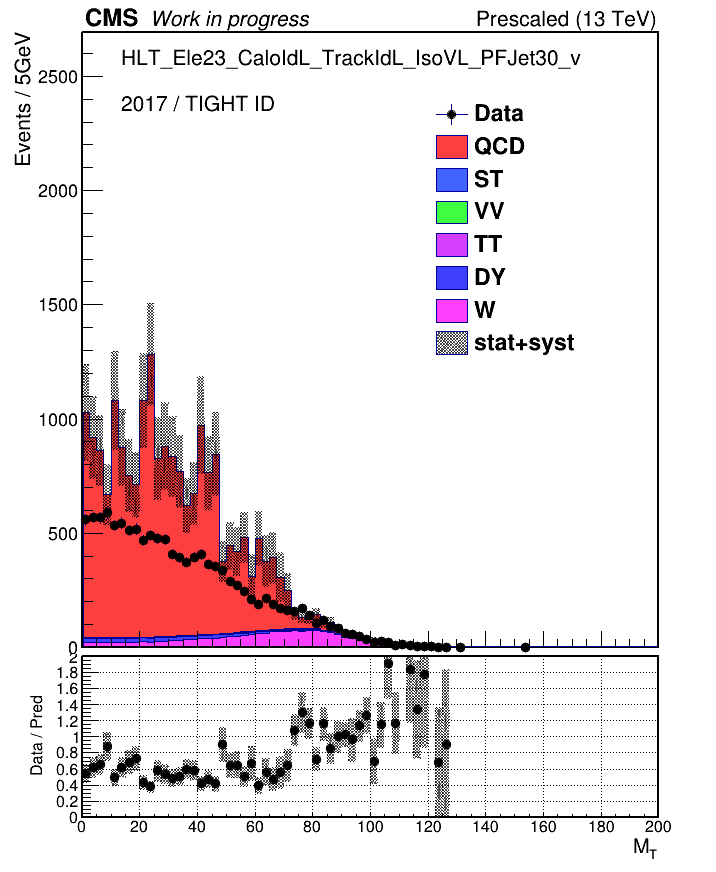 CMS Work in progress Prescaled (13 TeV)
Events / 5GeV
HLT_Ele23_CaloIdL_TrackIdL_IsoVL_PFJet30_v
2017 / TIGHT ID
Data
QCD
ST
VV
TT
DY
W
stat+syst
2500
2000
1500
1000
500
0
Data / Pred
2
1.8
1.6
1.4
1.2
1
0.8
0.6
0.4
0.2
0
0 20 40 60 80 100 120 140 160 180 200
M_T